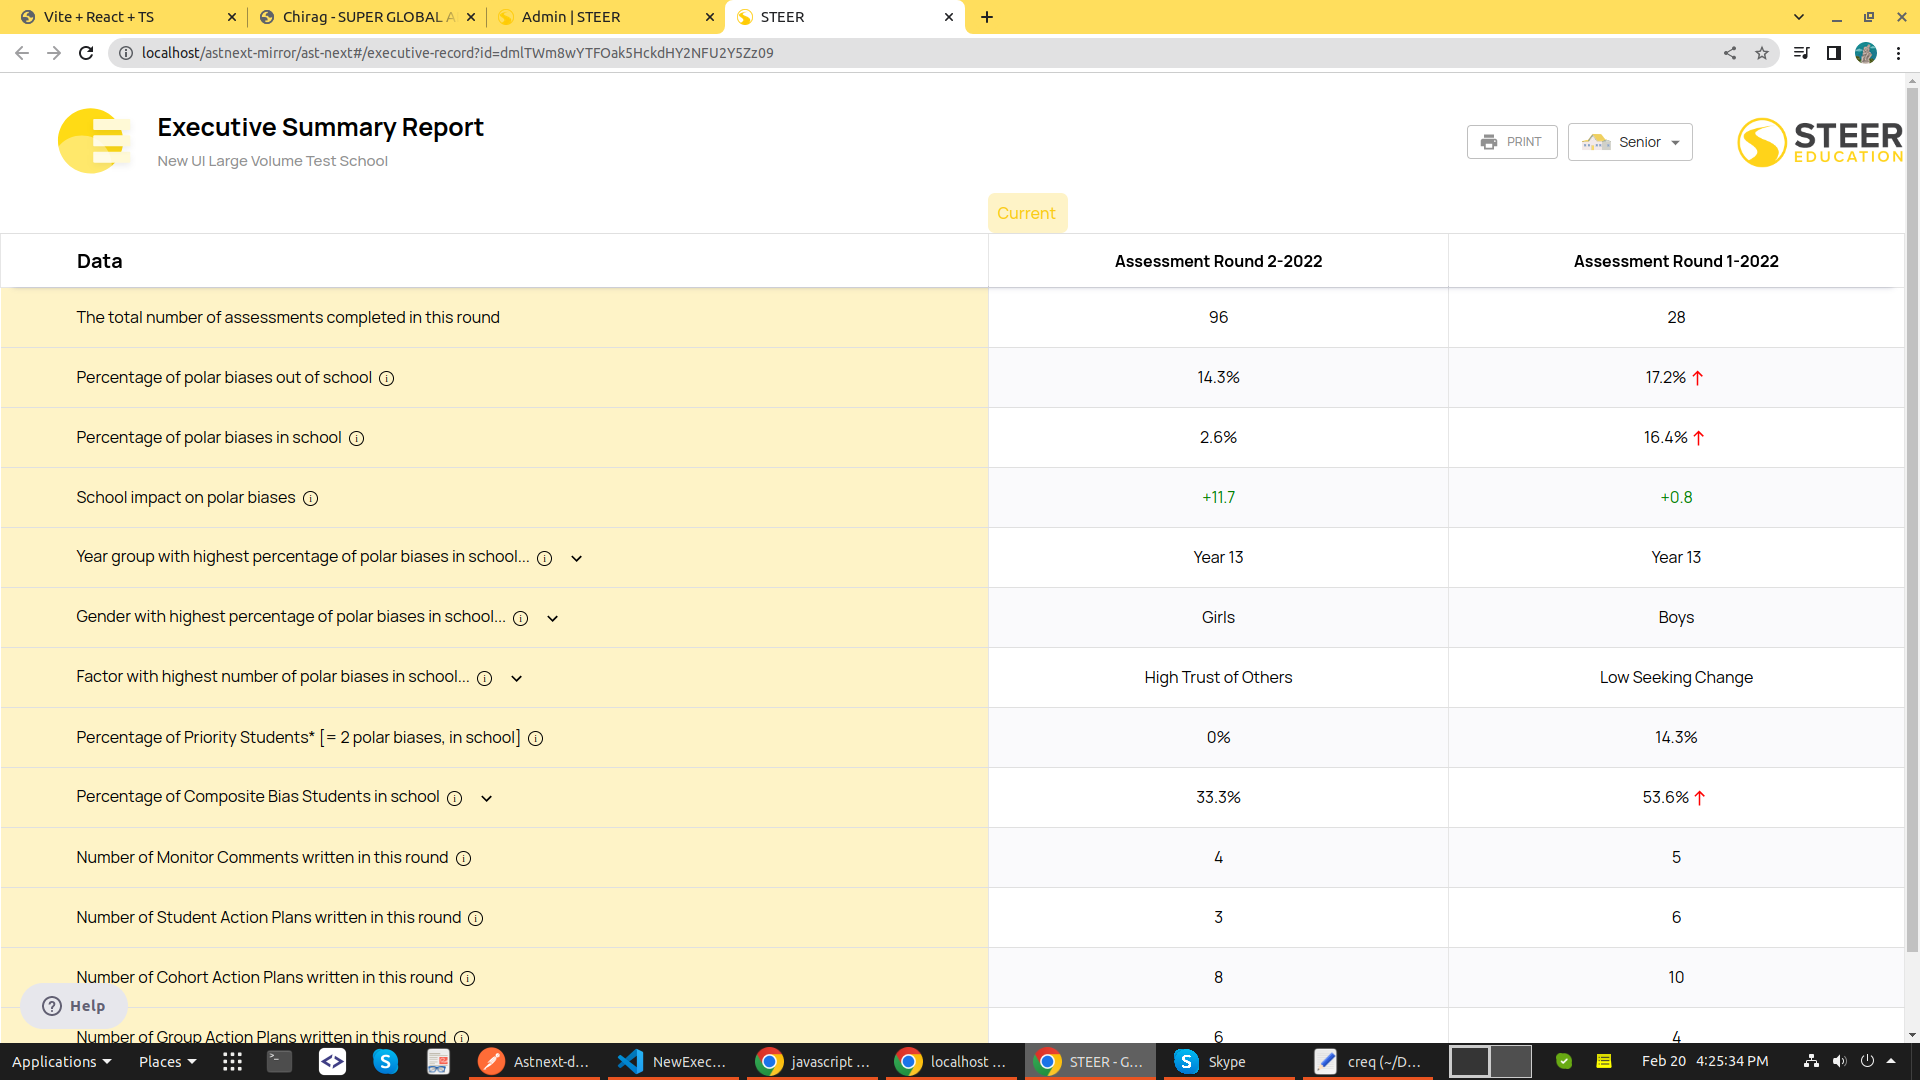 Vite + React + TS
Chirag - SUPER GLOBAL A
Admin | STEER
STEER
localhost/astnext-mirror/ast-next#/executive-record?id=dmlTWm8wYTFOak5HckdHY2NFU2Y5Zz09
Executive Summary Report
New UI Large Volume Test School
PRINT
Senior
STEER
EDUCATION
Current
Data Assessment Round 2-2022 Assessment Round 1-2022
The total number of assessments completed in this round 96 28
Percentage of polar biases out of school 14.3% 17.2% ↑
Percentage of polar biases in school 2.6% 16.4% ↑
School impact on polar biases +11.7 +0.8
Year group with highest percentage of polar biases in school... Year 13 Year 13
Gender with highest percentage of polar biases in school... Girls Boys
Factor with highest number of polar biases in school... High Trust of Others Low Seeking Change
Percentage of Priority Students* [= 2 polar biases, in school] 0% 14.3%
Percentage of Composite Bias Students in school 33.3% 53.6% ↑
Number of Monitor Comments written in this round 4 5
Number of Student Action Plans written in this round 3 6
Number of Cohort Action Plans written in this round 8 10
Number of Group Action Plans written in this round 6 4
Help
Applications Places Astnext-d... NewExec... javascript ... localhost ... STEER - G... Skype creq (~/D... Feb 20 4:25:34 PM